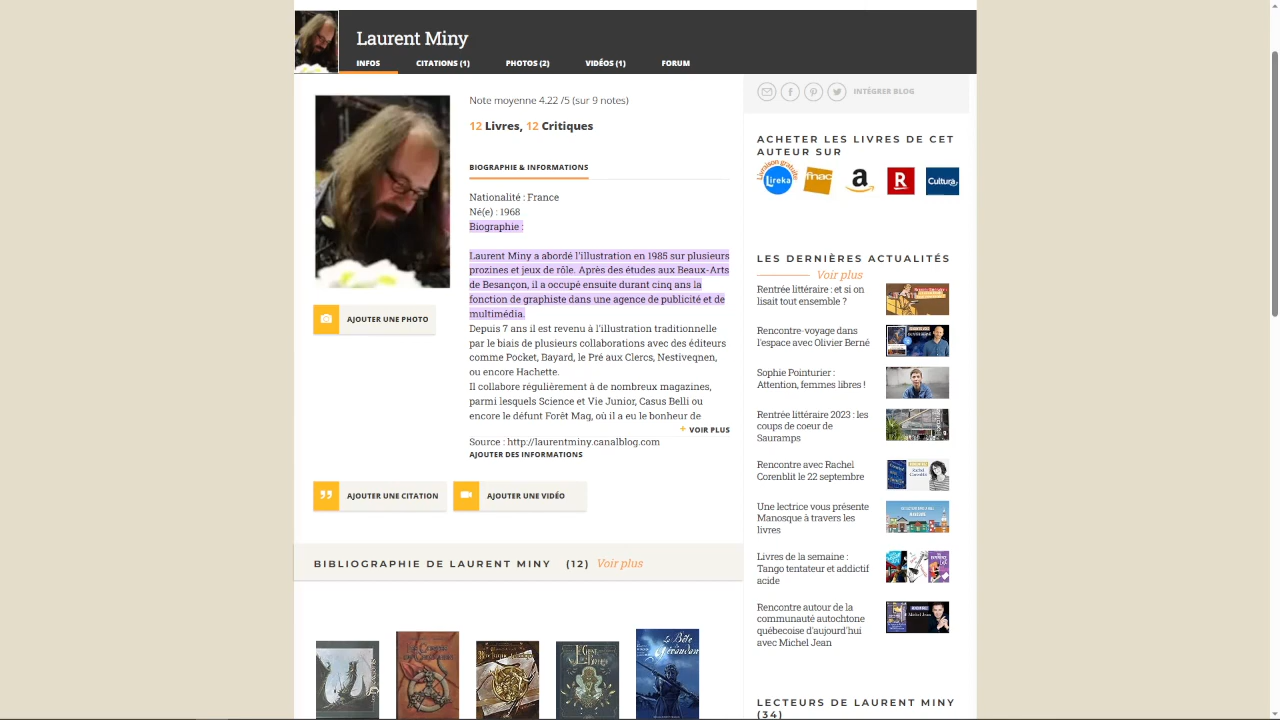 Laurent Miny
INFOS
CITATIONS (1)
PHOTOS (2)
VIDÉOS (1)
FORUM
Note moyenne 4.22 /5 (sur 9 notes)
12 Livres, 12 Critiques
BIOGRAPHIE & INFORMATIONS
Nationalité : France
Né(e) : 1968
Biographie :
Laurent Miny a abordé l'illustration en 1985 sur plusieurs
prozines et jeux de rôle. Après des études aux Beaux-Arts
de Besançon, il a occupé ensuite durant cinq ans la
fonction de graphiste dans une agence de publicité et de
multimédia.
Depuis 7 ans il est revenu à l'illustration traditionnelle
par le biais de plusieurs collaborations avec des éditeurs
comme Pocket, Bayard, le Pré aux Clercs, Nestiveqnen,
ou encore Hachette.
Il collabore régulièrement à de nombreux magazines,
parmi lesquels Science et Vie Junior, Casus Belli ou
encore le défunt Forêt Mag, où il a eu le bonheur de
+ VOIR PLUS
Source : http://laurentminy.canalblog.com
AJOUTER DES INFORMATIONS
AJOUTER UNE PHOTO
AJOUTER UNE CITATION
AJOUTER UNE VIDÉO
BIBLIOGRAPHIE DE LAURENT MINY (12) Voir plus
La Bête
Gévaudan
INTÉGRER BLOG
ACHETER LES LIVRES DE CET
AUTEUR SUR
Livraison gratuite
Lireka
fnac
a
R
Cultura
LES DERNIÈRES ACTUALITÉS
Voir plus
Rentrée littéraire : et si on
lisait tout ensemble ?
Rencontre-voyage dans
l'espace avec Olivier Berné
Sophie Pointurier :
Attention, femmes libres !
Rentrée littéraire 2023 : les
coups de coeur de
Sauramps
Rencontre avec Rachel
Corenblit le 22 septembre
Une lectrice vous présente
Manosque à travers les
livres
Livres de la semaine :
Tango tentateur et addictif
acide
Rencontre autour de la
communauté autochtone
québecoise d'aujourd'hui
avec Michel Jean
LECTEURS DE LAURENT MINY
(34)